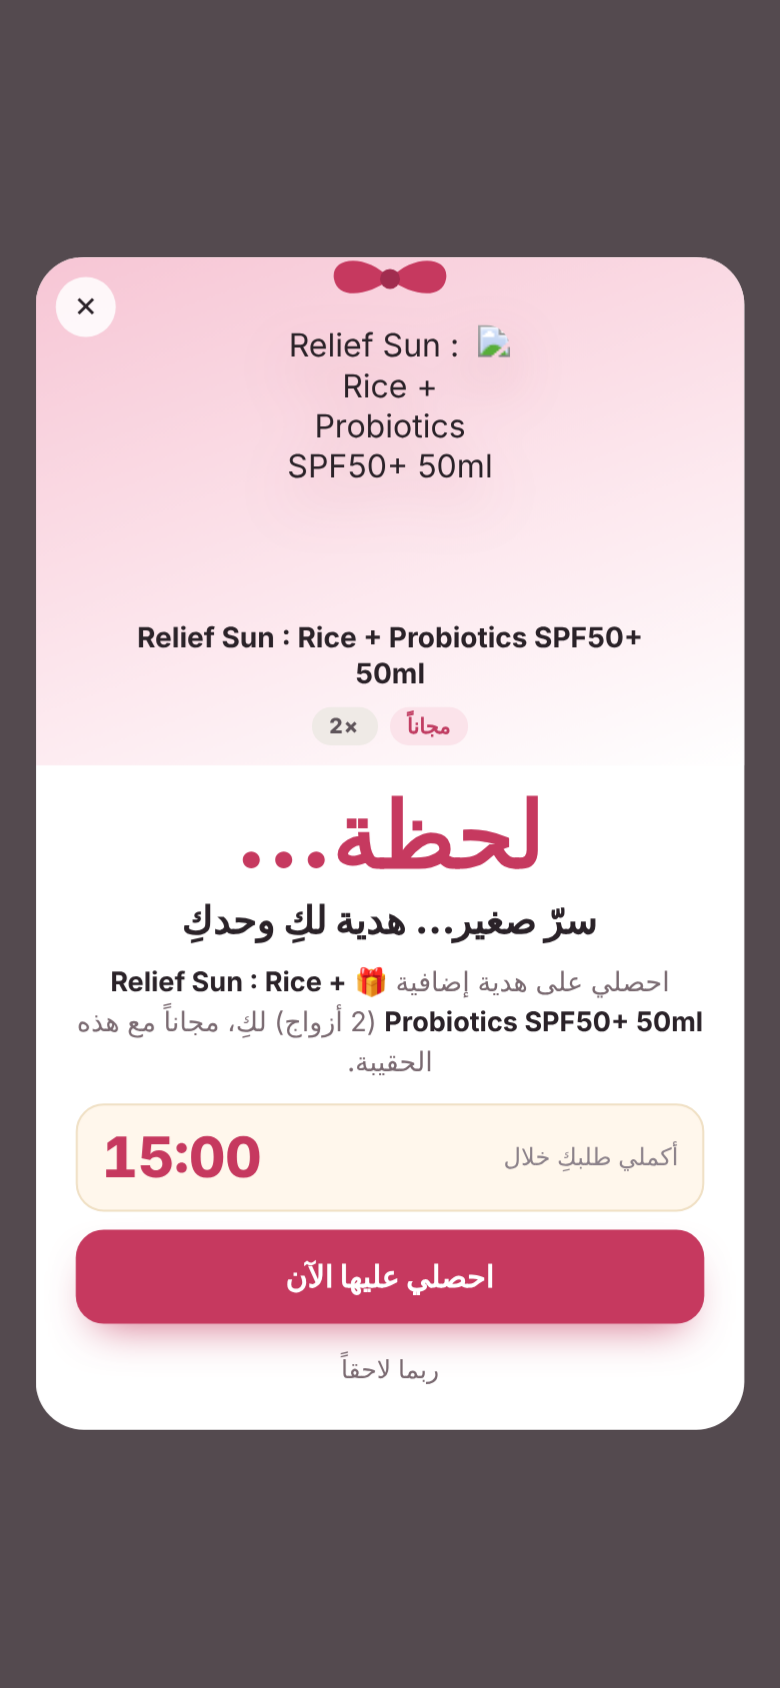 ✕
Relief Sun :
Rice +
Probiotics
SPF50+ 50ml
Relief Sun : Rice + Probiotics SPF50+
50ml
مجاناً
2×
لحظة...
سرّ صغير... هدية لكِ وحدكِ
احصلي على هدية إضافية 🎁 Relief Sun : Rice +
Probiotics SPF50+ 50ml (2 أزواج) لكِ، مجاناً مع هذه
الحقيبة.
أكملي طلبكِ خلال
15:00
احصلي عليها الآن
ربما لاحقاً